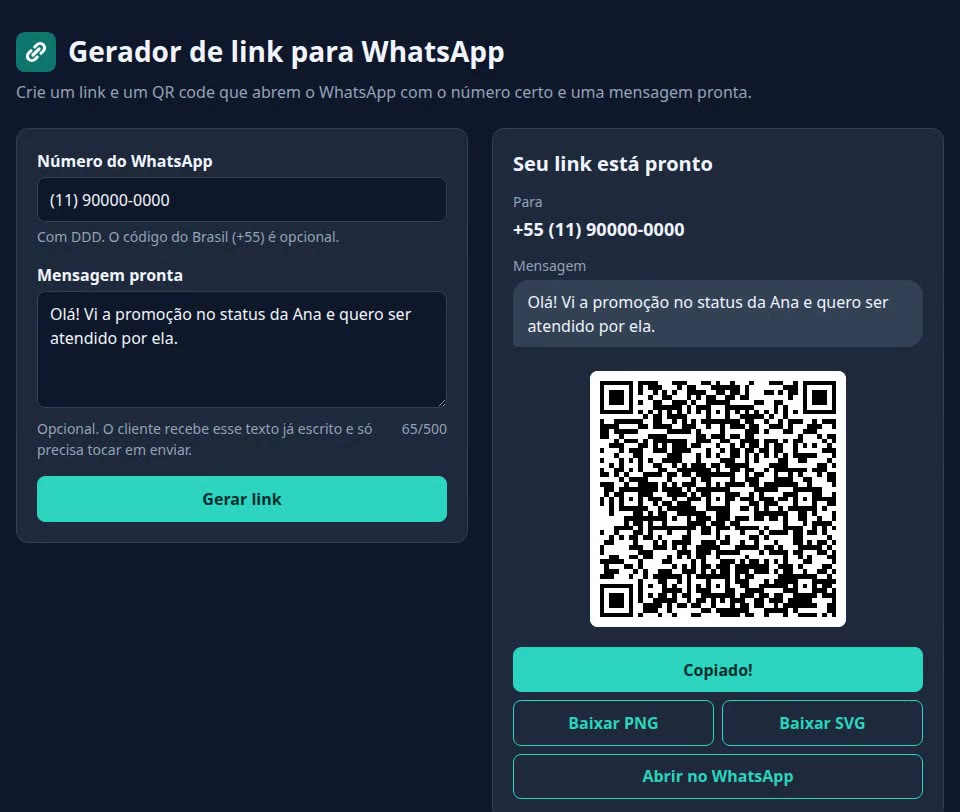 Gerador de link para WhatsApp
Crie um link e um QR code que abrem o WhatsApp com o número certo e uma mensagem pronta.
Número do WhatsApp
(11) 90000-0000
Com DDD. O código do Brasil (+55) é opcional.
Mensagem pronta
Olá! Vi a promoção no status da Ana e quero ser
atendido por ela.
Opcional. O cliente recebe esse texto já escrito e só
precisa tocar em enviar.
65/500
Gerar link
Seu link está pronto
Para
+55 (11) 90000-0000
Mensagem
Olá! Vi a promoção no status da Ana e quero ser
atendido por ela.
Copiado!
Baixar PNG
Baixar SVG
Abrir no WhatsApp